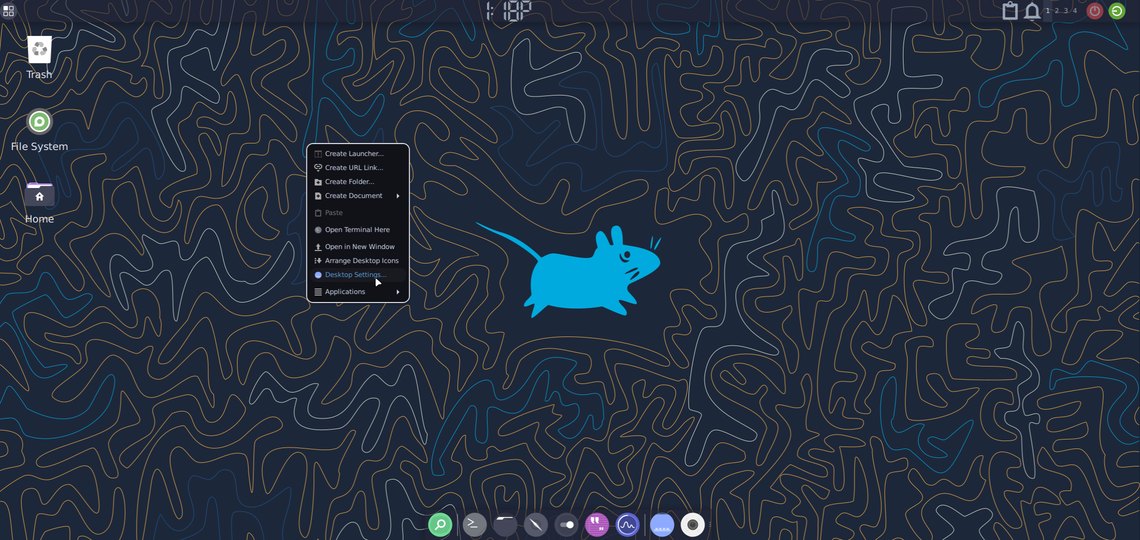 1:18P
1 2 3 4
Trash
File System
Home
Create Launcher...
Create URL Link...
Create Folder...
Create Document
Paste
Open Terminal Here
Open in New Window
Arrange Desktop Icons
Desktop Settings...
Applications